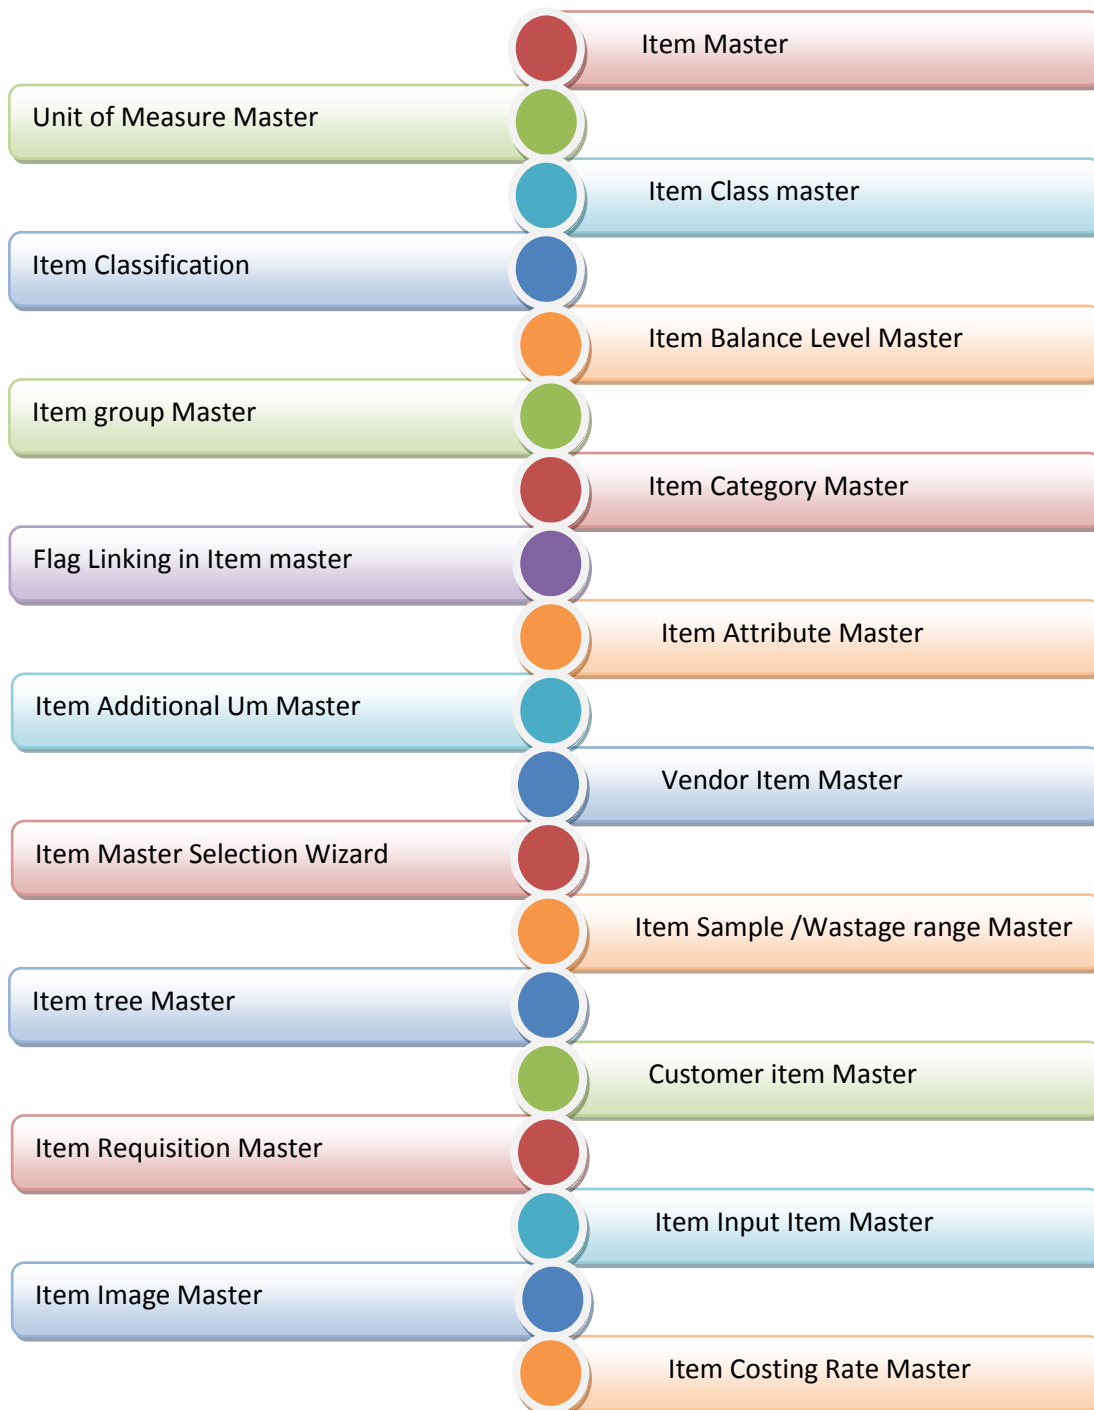 Item Master
Unit of Measure Master
Item Class master
Item Classification
Item Balance Level Master
Item group Master
Item Category Master
Flag Linking in Item master
Item Attribute Master
Item Additional Um Master
Vendor Item Master
Item Master Selection Wizard
Item Sample /Wastage range Master
Item tree Master
Customer item Master
Item Requisition Master
Item Input Item Master
Item Image Master
Item Costing Rate Master